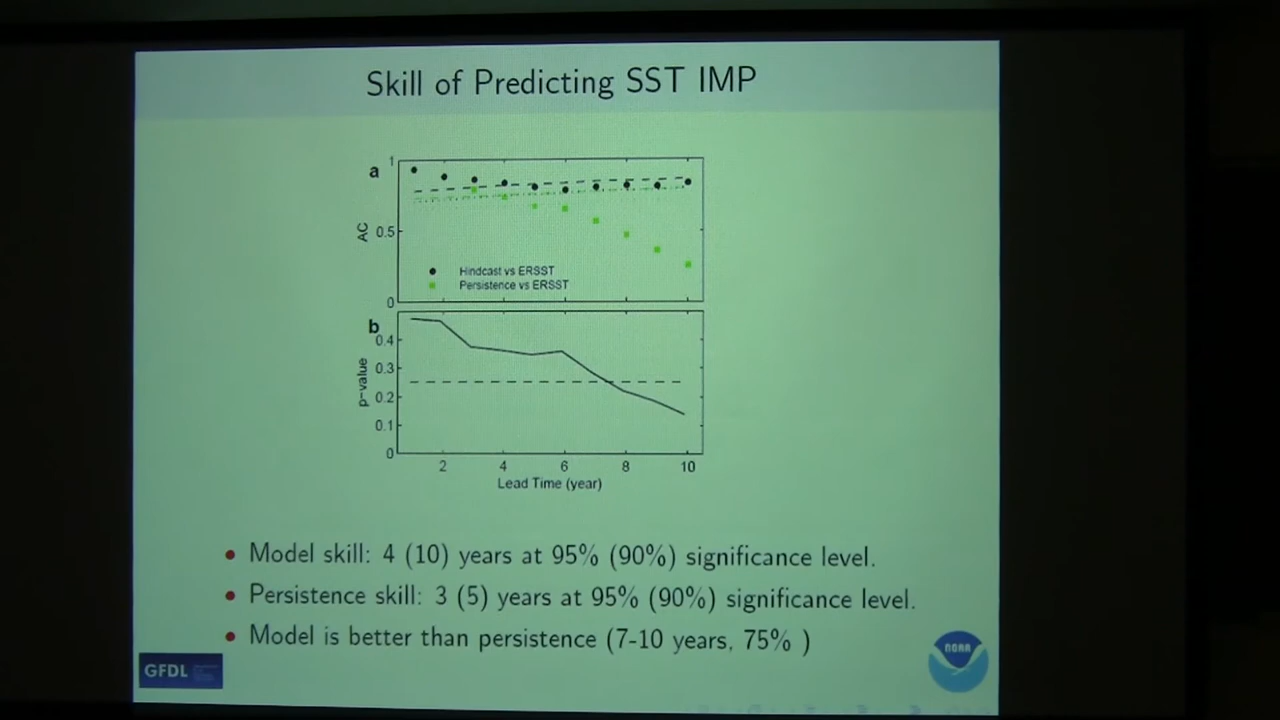 Skill of Predicting SST IMP
a
1
0.5
0
AC
Hindcast vs ERSST
Persistence vs ERSST
b
0.4
0.3
0.2
0.1
0
p-value
2 4 6 8 10
Lead Time (year)
• Model skill: 4 (10) years at 95% (90%) significance level.
• Persistence skill: 3 (5) years at 95% (90%) significance level.
• Model is better than persistence (7-10 years, 75% )
GFDL
NOAA